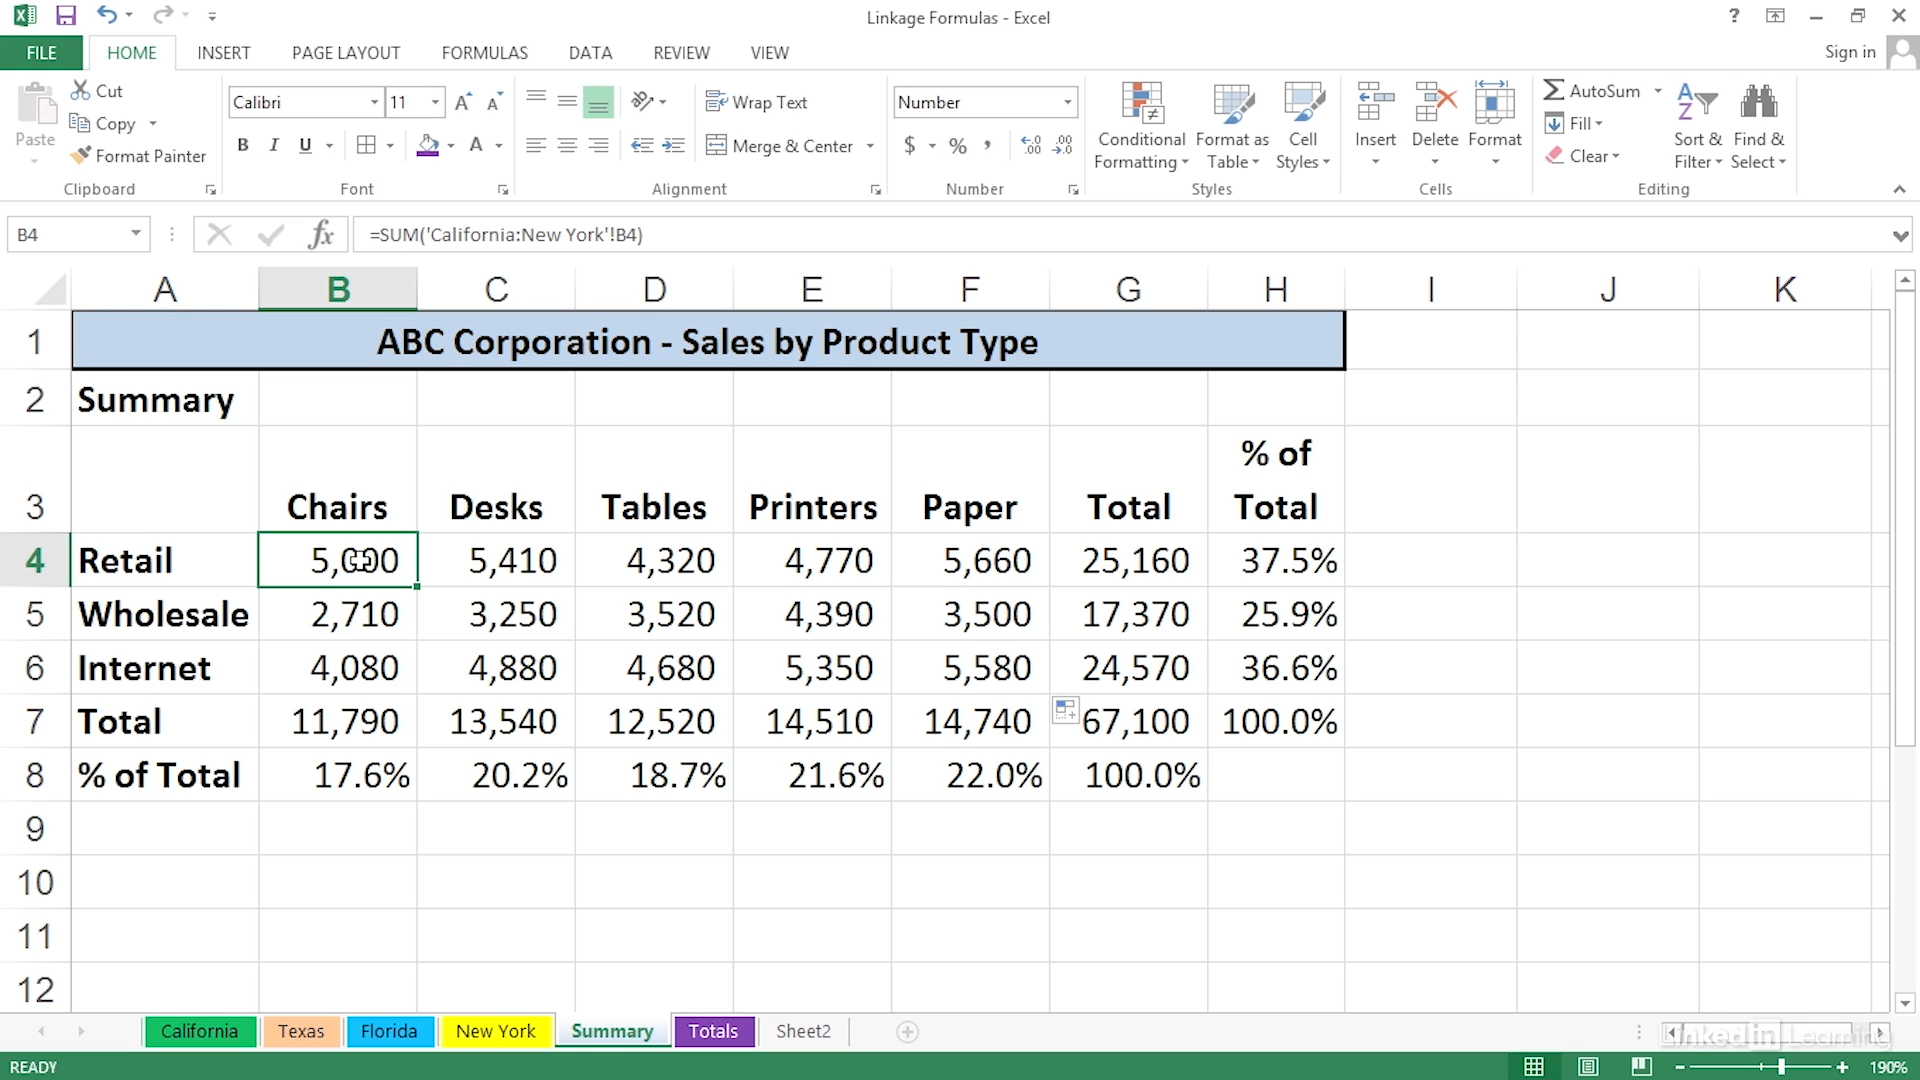 Linkage Formulas - Excel
?
FILE HOME INSERT PAGE LAYOUT FORMULAS DATA REVIEW VIEW Sign in
Paste Cut Copy Format Painter Clipboard
Calibri 11 A A B I U A Font
Wrap Text Merge & Center Alignment
Number $ % , .00 .00 Number
Conditional Formatting Format as Table Cell Styles Styles
Insert Delete Format Cells
AutoSum Fill Clear Sort & Filter Find & Select Editing
B4 fx =SUM('California:New York'!B4)
A B C D E F G H I J K
1 ABC Corporation - Sales by Product Type
2 Summary
3 Chairs Desks Tables Printers Paper Total % of Total
4 Retail 5,410 4,320 4,770 5,660 25,160 37.5%
5 Wholesale 2,710 3,250 3,520 4,390 3,500 17,370 25.9%
6 Internet 4,080 4,880 4,680 5,350 5,580 24,570 36.6%
7 Total 11,790 13,540 12,520 14,510 14,740 67,100 100.0%
8 % of Total 17.6% 20.2% 18.7% 21.6% 22.0% 100.0%
9
10
11
12
California Texas Florida New York Summary Totals Sheet2
Linked in Learning
READY 190%